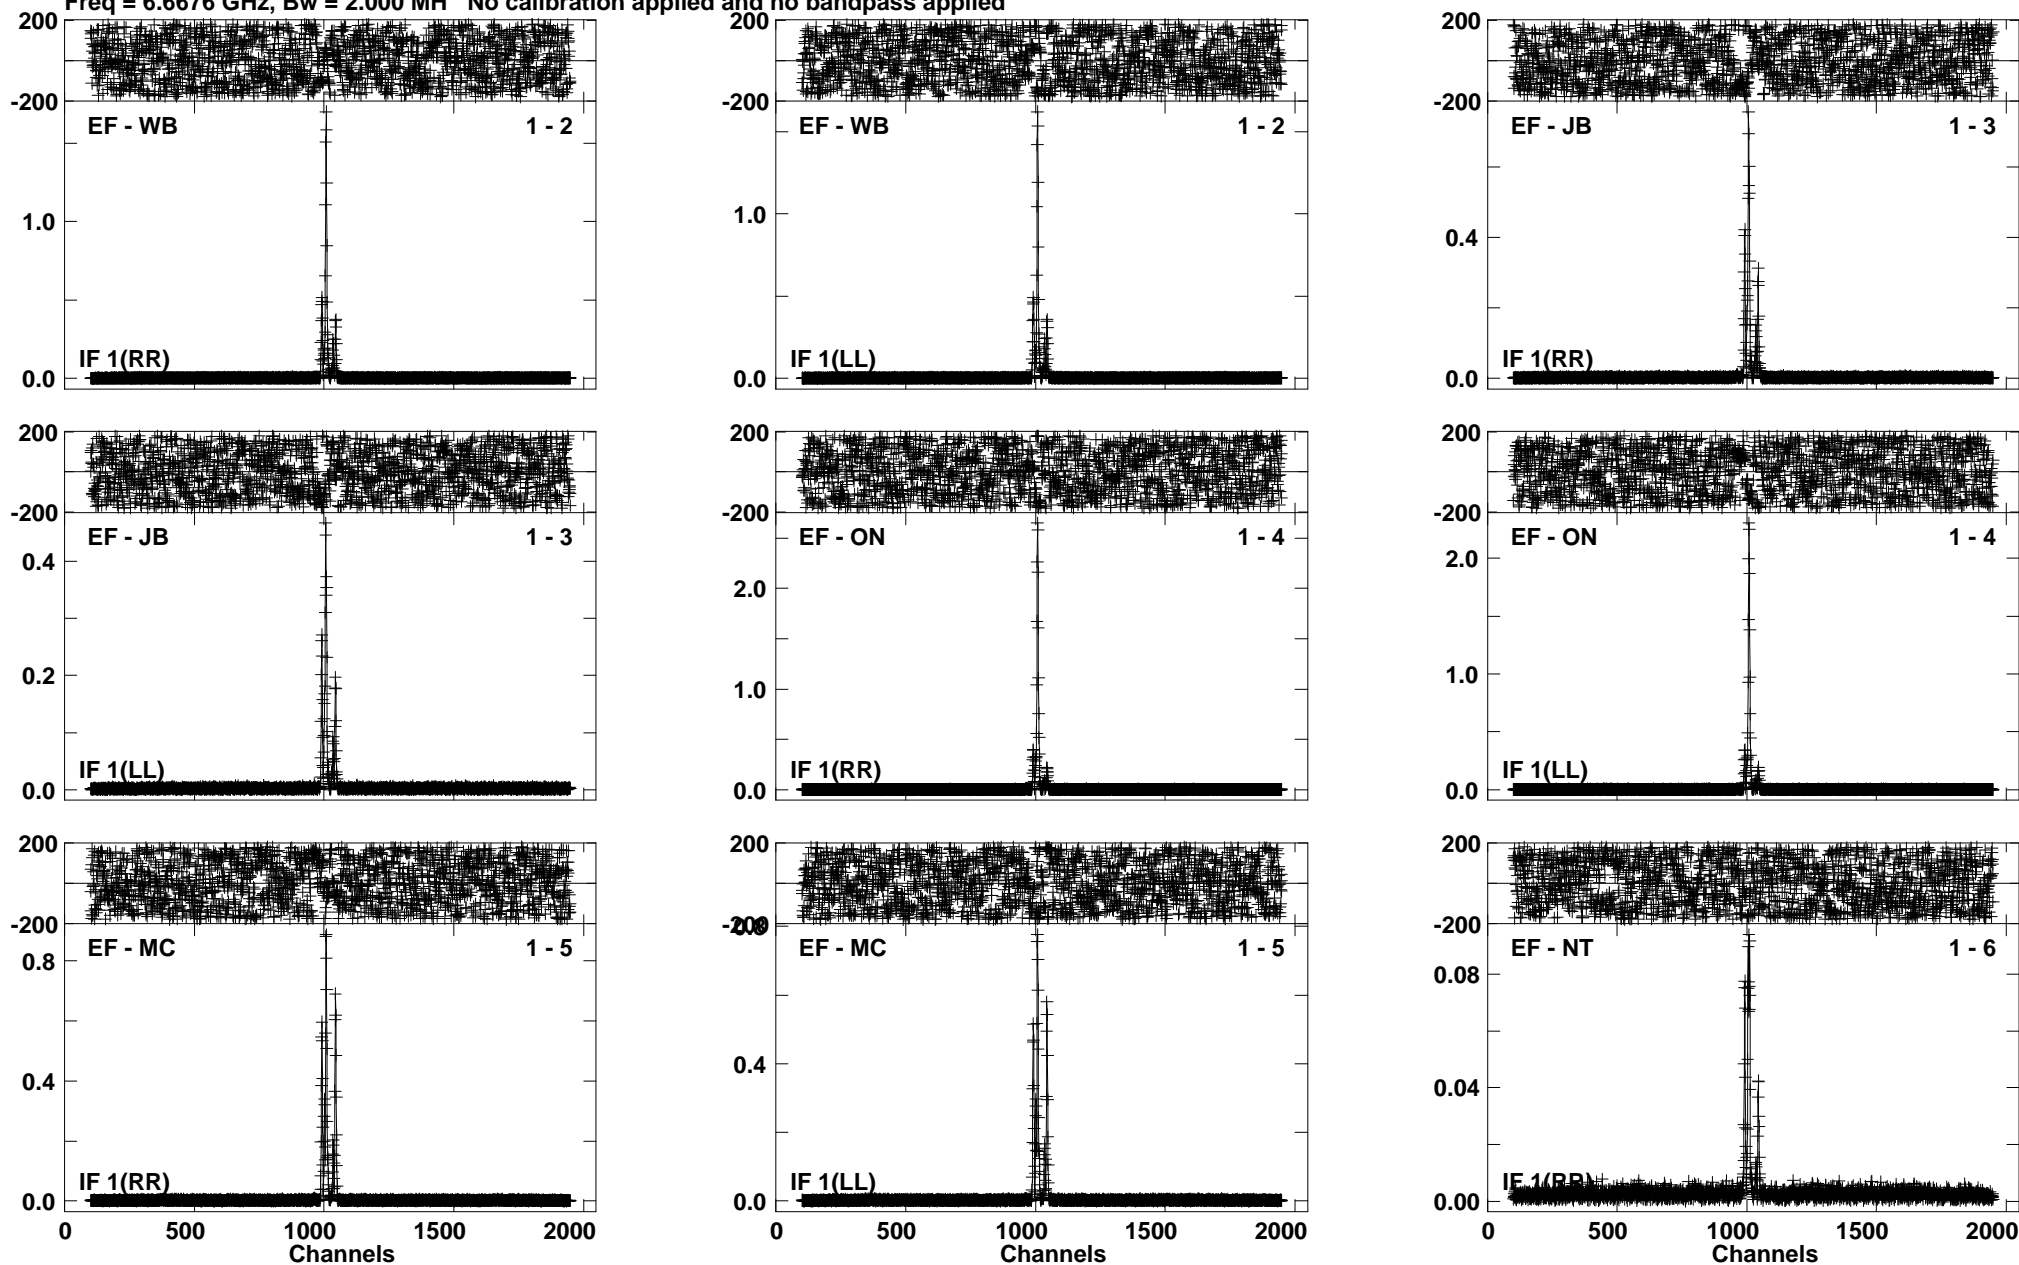 Freq = 6.6676 GHz, Bw = 2.000 MH No calibration applied and no bandpass applied
200
-200
EF - WB 1 - 2
1.0
IF 1(RR)
0.0
200
-200
EF - WB 1 - 2
1.0
IF 1(LL)
0.0
200
-200
EF - JB 1 - 3
0.4
IF 1(RR)
0.0
200
-200
EF - JB 1 - 3
0.4
0.2
IF 1(LL)
0.0
200
-200
EF - ON 1 - 4
2.0
1.0
IF 1(RR)
0.0
200
-200
EF - ON 1 - 4
2.0
1.0
IF 1(LL)
0.0
200
-200
EF - MC 1 - 5
0.8
0.4
IF 1(RR)
0.0
0 500 1000 1500 2000
Channels
200
-200
0.8
EF - MC 1 - 5
0.4
IF 1(LL)
0.0
0 500 1000 1500 2000
200
-200
EF - NT 1 - 6
0.08
0.04
IF 1(RR)
0.00
0 500 1000 1500 2000
Channels